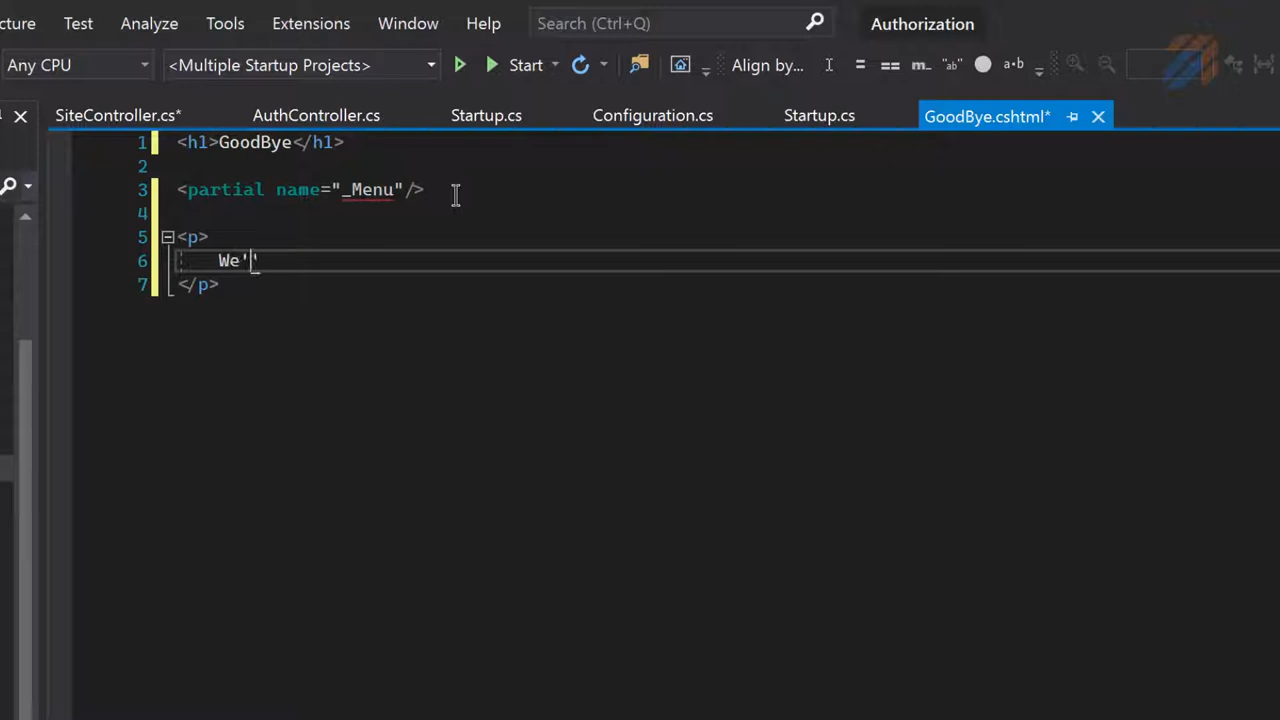 cture Test Analyze Tools Extensions Window Help Search (Ctrl+Q) Authorization
Any CPU <Multiple Startup Projects> Start Align by... = == m_ "ab" a•b
SiteController.cs* AuthController.cs Startup.cs Configuration.cs Startup.cs GoodBye.cshtml*
1 <h1>GoodBye</h1>
2
3 <partial name="_Menu"/>
4
5 <p>
6 We''
7 </p>